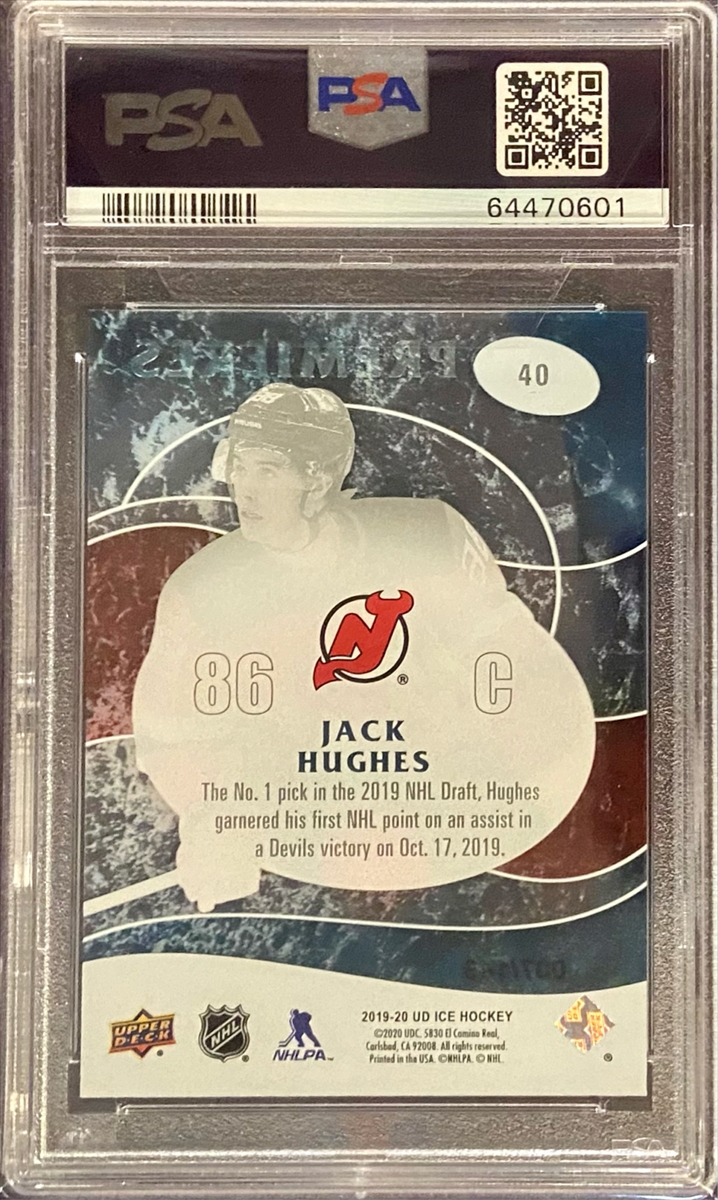 PSA
PSA
64470601
PREMIERES
40
86
C
JACK
HUGHES
The No. 1 pick in the 2019 NHL Draft, Hughes
garnered his first NHL point on an assist in
a Devils victory on Oct. 17, 2019.
UPPER
DECK
NHL
NHLPA
2019-20 UD ICE HOCKEY
©2020 UDC. 5830 El Camino Real,
Carlsbad, CA 92008. All rights reserved.
Printed in the USA. ©NHLPA. © NHL.
PSA